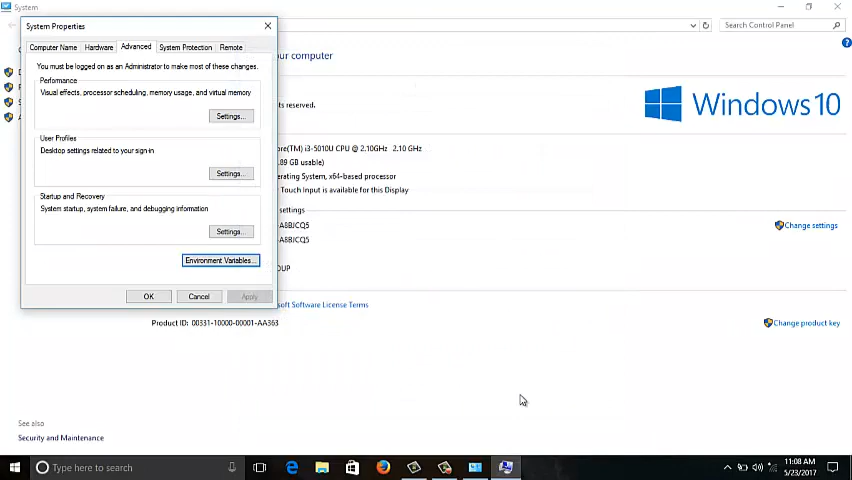 System
System Properties
Search Control Panel
Computer Name Hardware Advanced System Protection Remote
our computer
You must be logged on as an Administrator to make most of these changes.
Performance
Visual effects, processor scheduling, memory usage, and virtual memory
Settings...
s reserved.
Windows 10
User Profiles
Desktop settings related to your sign-in
Settings...
ore(TM) i3-5010U CPU @ 2.10GHz 2.10 GHz
.89 GB usable)
erating System, x64-based processor
Touch Input is available for this Display
Startup and Recovery
System startup, system failure, and debugging information
Settings...
settings
A8BJCQ5
Change settings
A8BJCQ5
Environment Variables...
OUP
OK Cancel Apply
soft Software License Terms
Product ID: 00331-10000-00001-AA363
Change product key
See also
Security and Maintenance
Type here to search
11:08 AM
5/23/2017